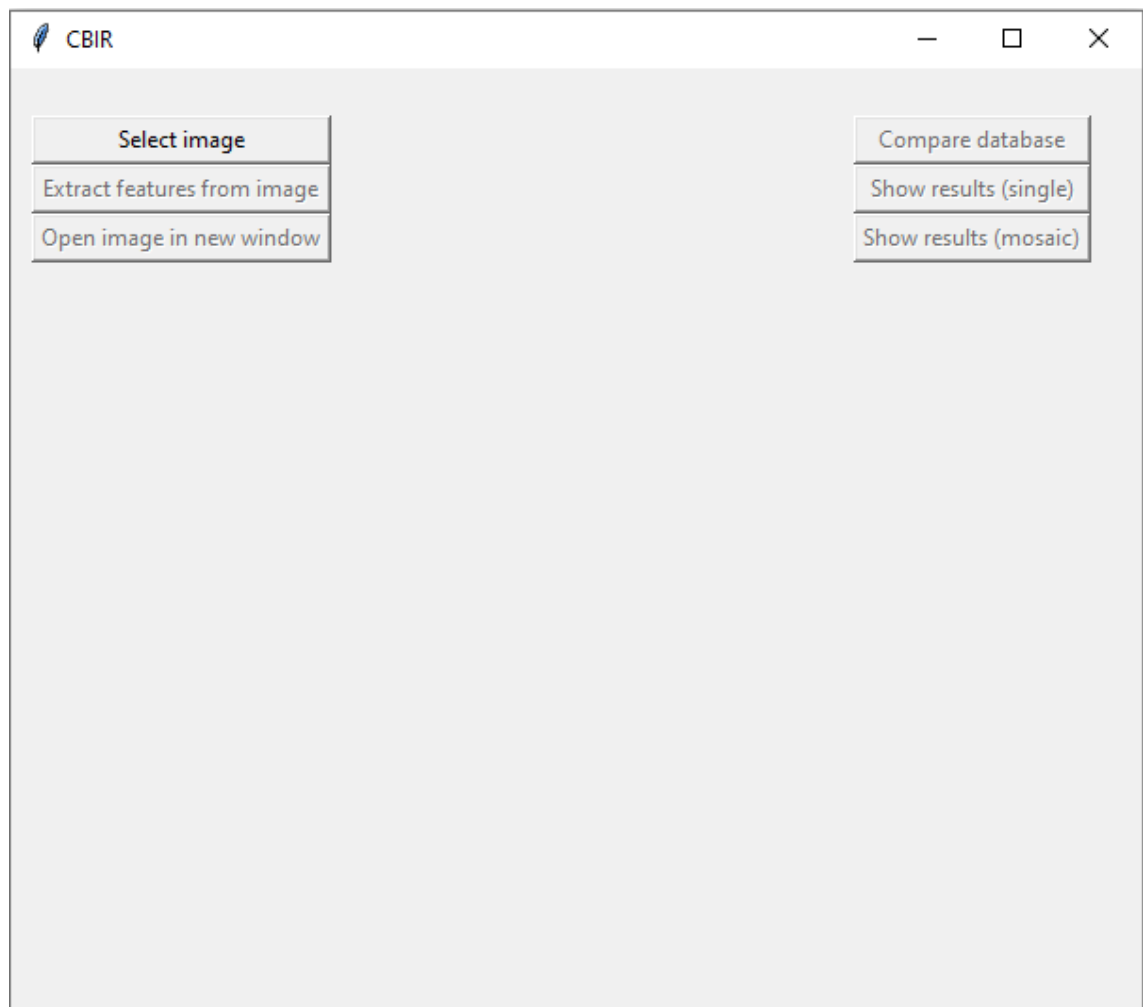 CBIR
Select image
Extract features from image
Open image in new window
Compare database
Show results (single)
Show results (mosaic)